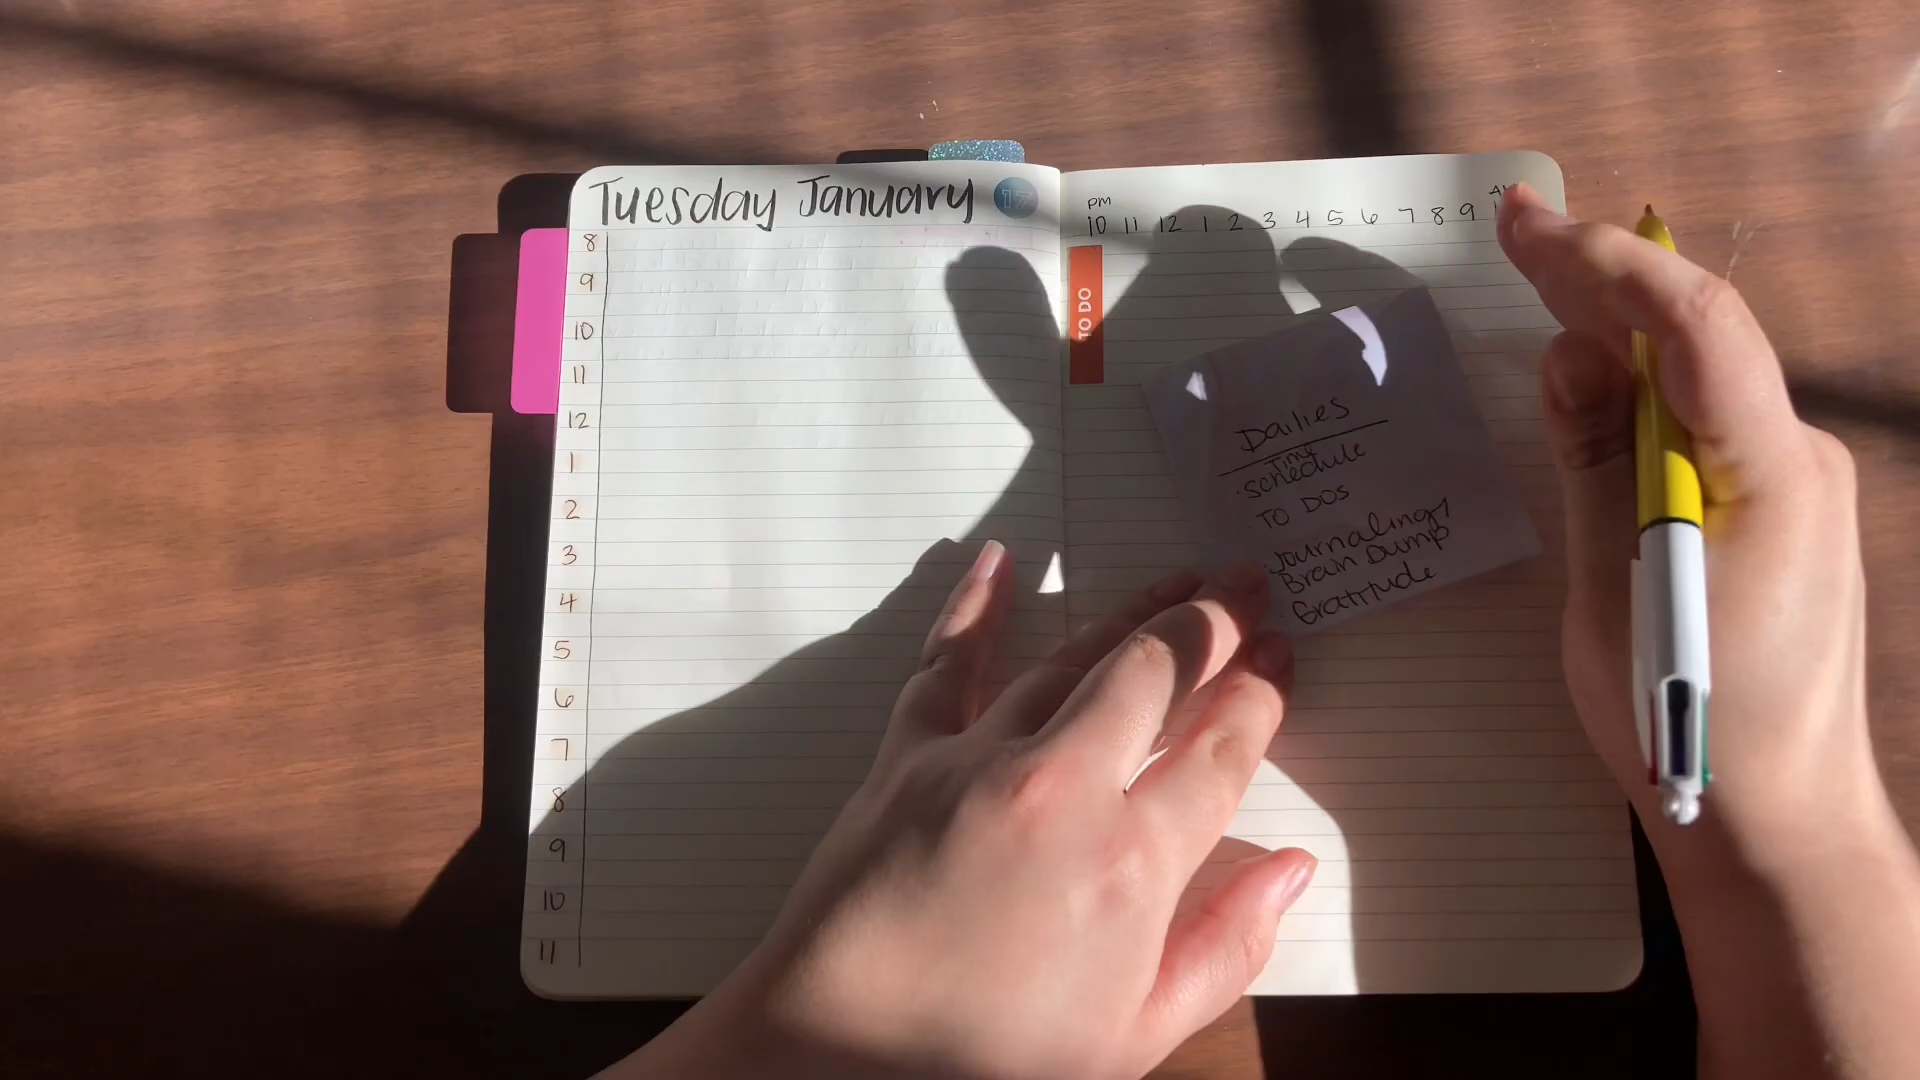 Tuesday January 17
8
9
10
11
12
1
2
3
4
5
6
7
8
9
10
11
pm
10 11 12 1 2 3 4 5 6 7 8 9
TO DO
Dailies
Time
· Schedule
· TO DOs
· Journaling
Brain Dump
· Gratitude